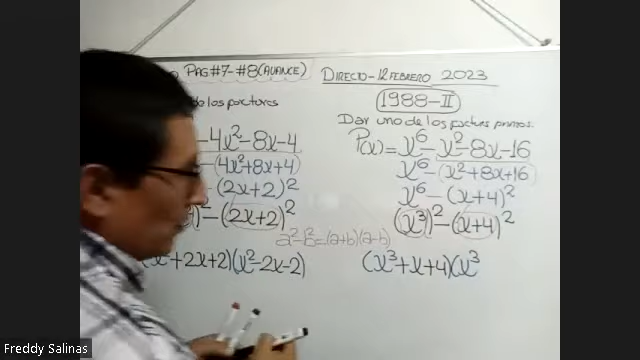 PAG#7-#8(AVANCE)
DIRECTO-12 FEBRERO 2023
de los factores
1988-II
Dar uno de los factores primos.
-4x²-8x-4
-(4x²+8x+4)
-(2x+2)²
)-(2x+2)²
+2x+2)(x²-2x-2)
P(x)= x⁶-x²-8x-16
x⁶-(x²+8x+16)
x⁶-(x+4)²
(x³)²-(x+4)²
a²-b²=(a+b)(a-b)
(x³+x+4)(x³
Freddy Salinas